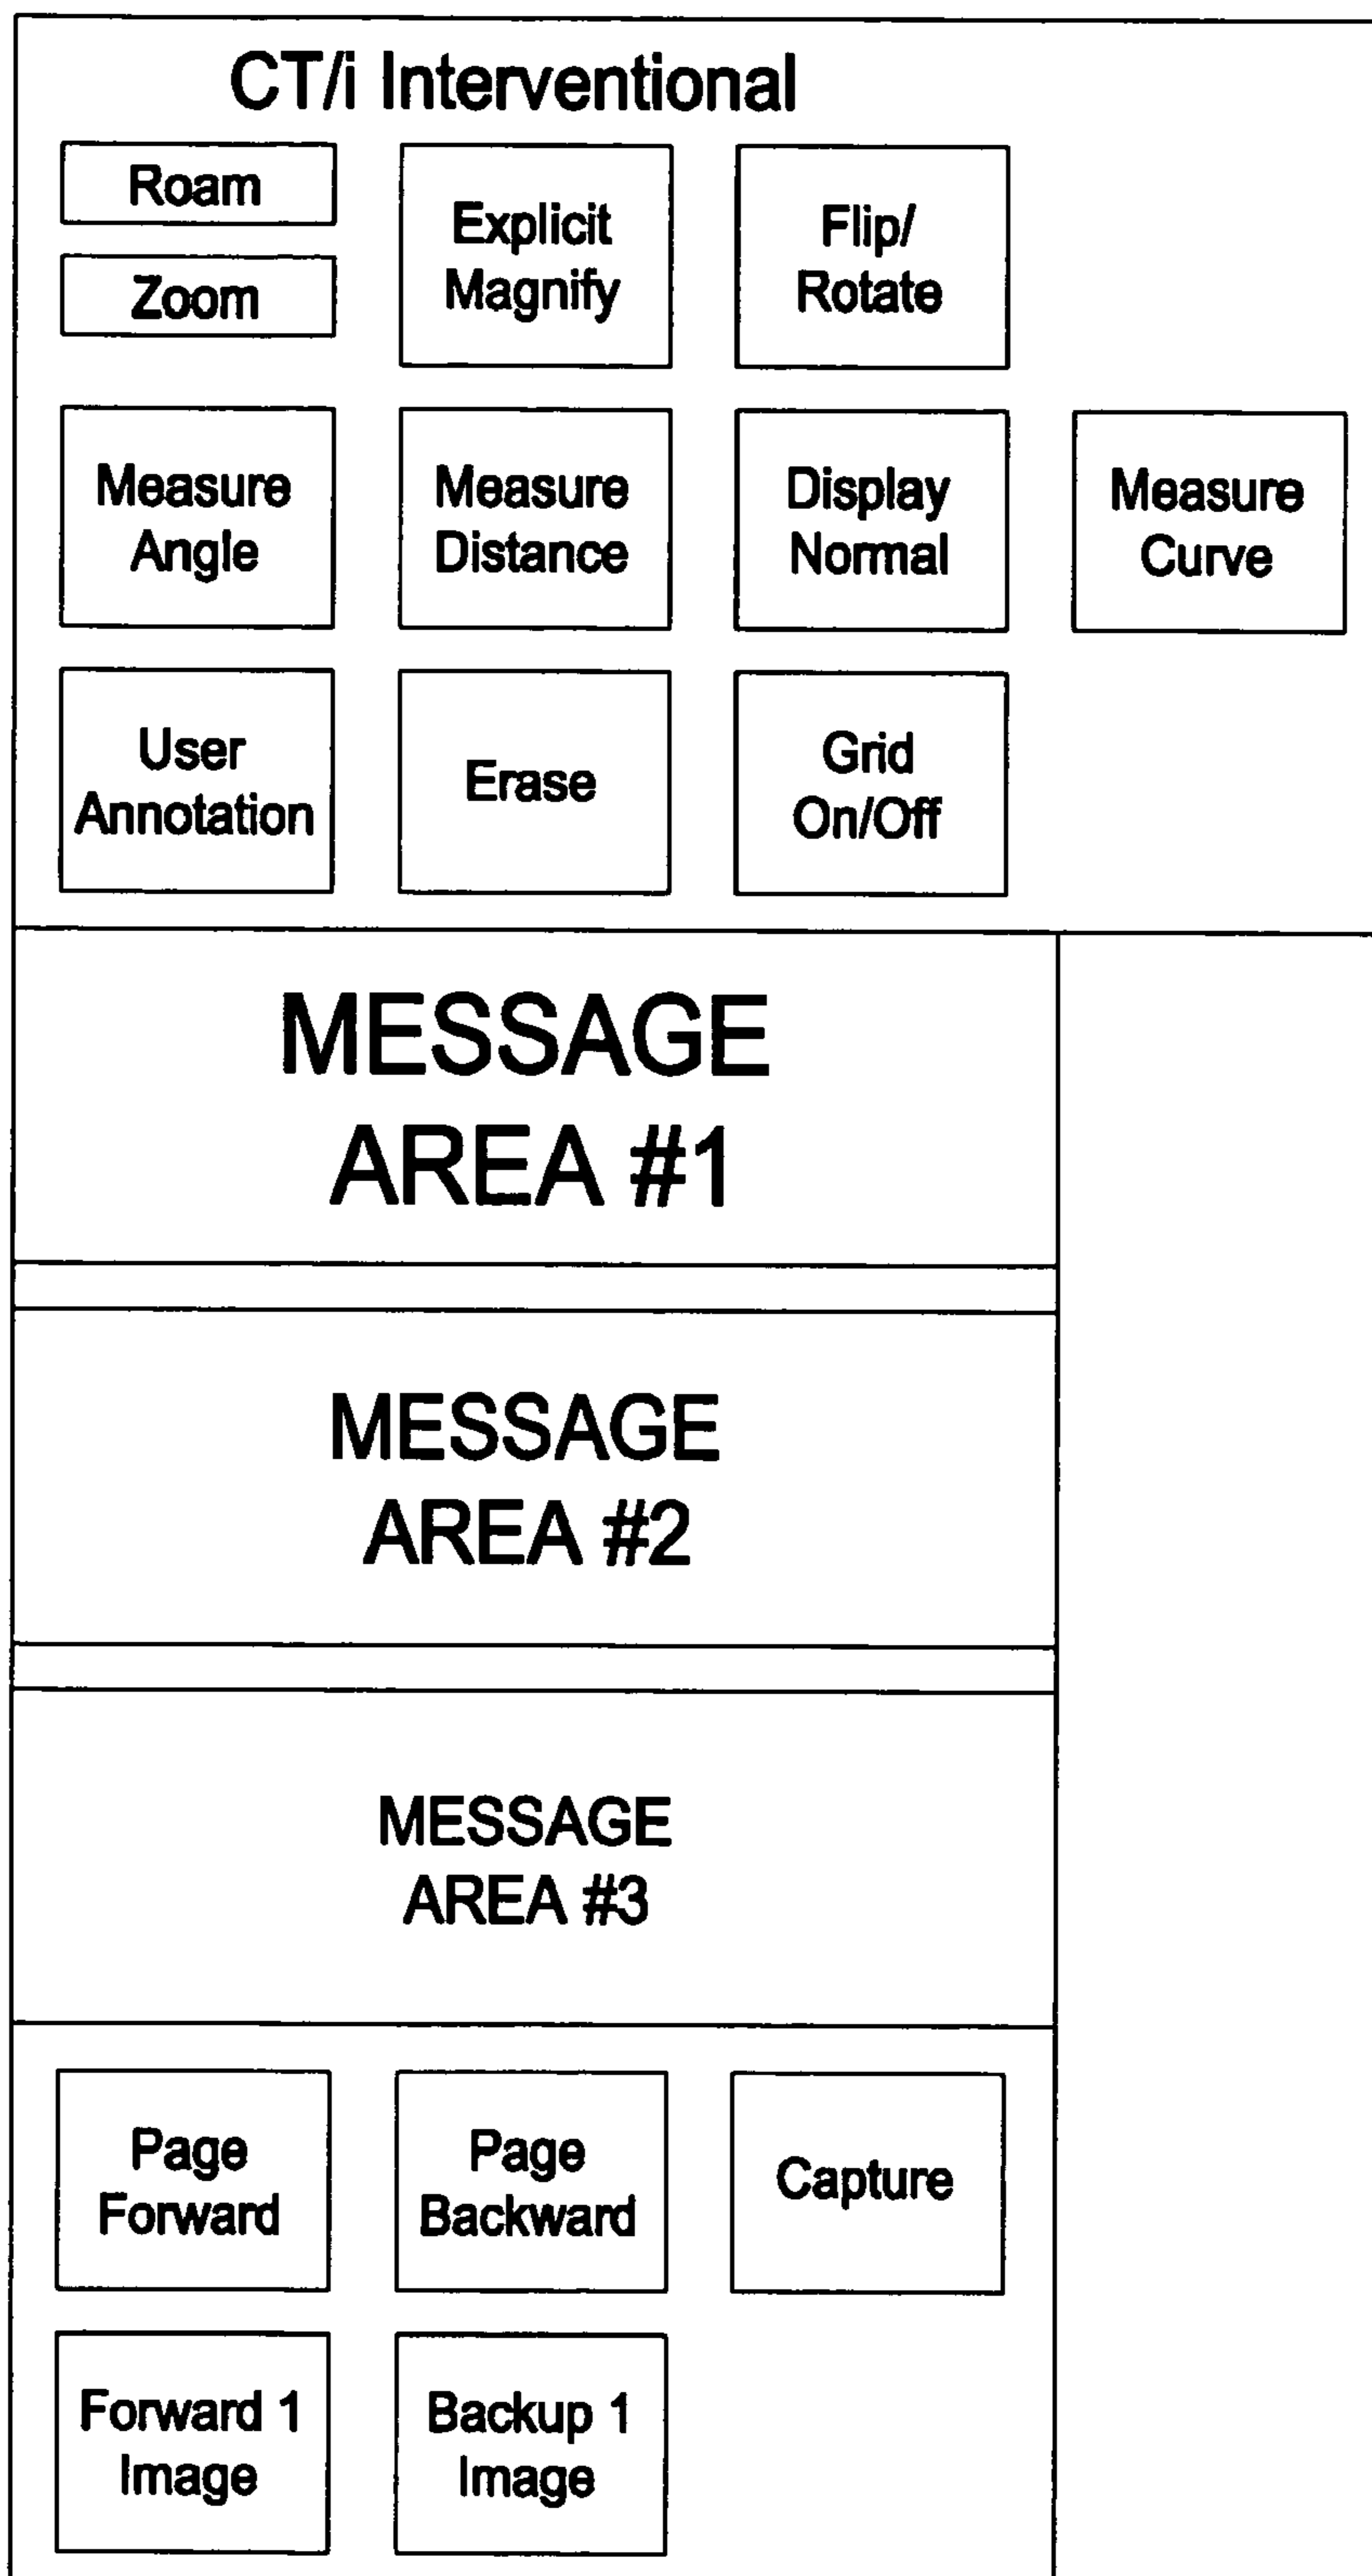 CT/i Interventional
Roam
Zoom
Explicit
Magnify
Flip/
Rotate
Measure
Angle
Measure
Distance
Display
Normal
Measure
Curve
User
Annotation
Erase
Grid
On/Off
MESSAGE
AREA #1
MESSAGE
AREA #2
MESSAGE
AREA #3
Page
Forward
Page
Backward
Capture
Forward 1
Image
Backup 1
Image